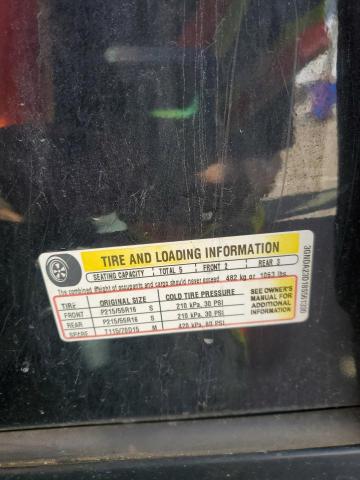 TIRE AND LOADING INFORMATION
SEATING CAPACITY TOTAL 5 FRONT 2 REAR 3
The combined Weight of occupants and cargo should never exceed 482 kg or 1063 lbs
TIRE ORIGINAL SIZE COLD TIRE PRESSURE
FRONT P215/55R16 S 210 kPa, 30 PSI
REAR P215/55R16 S 210 kPa, 30 PSI
SPARE T115/70D15 M 420 kPa, 60 PSI
SEE OWNER'S
MANUAL FOR
ADDITIONAL
INFORMATION